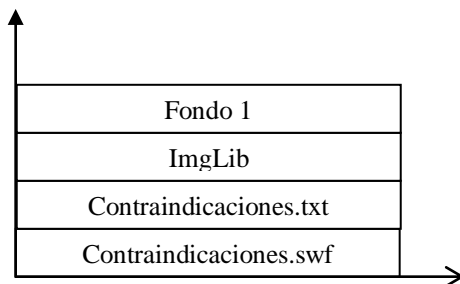 Fondo 1
ImgLib
Contraindicaciones.txt
Contraindicaciones.swf